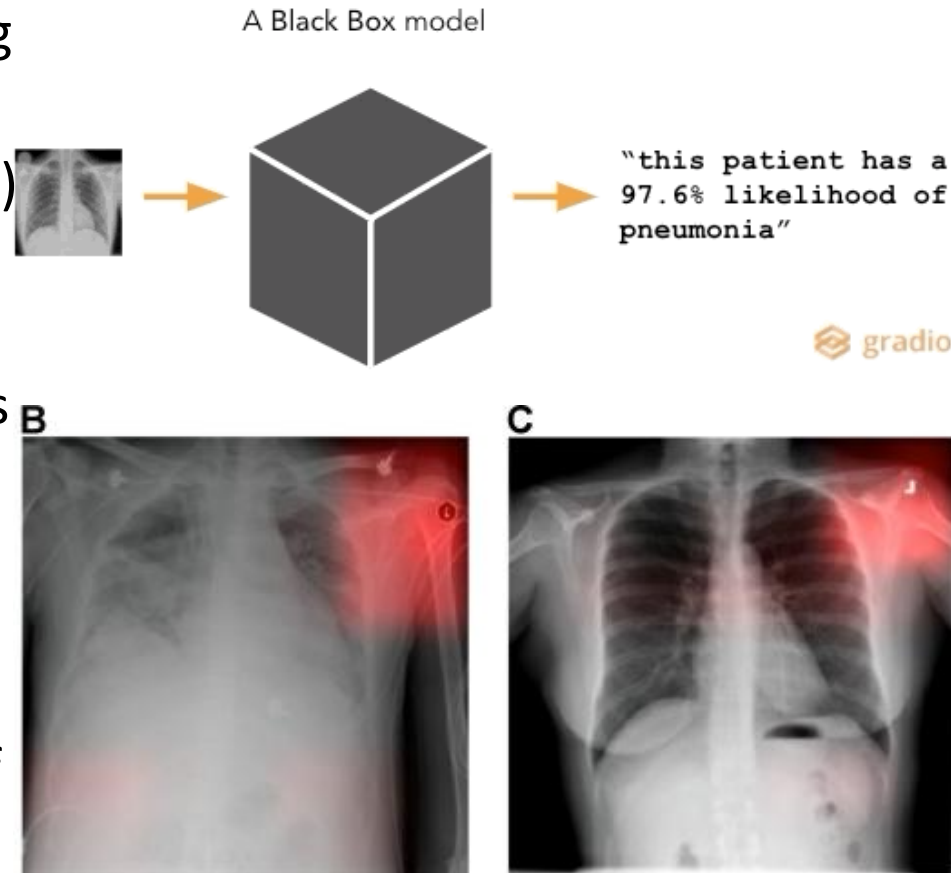 g
A Black Box model
)
"this patient has a
97.6% likelihood of
pneumonia"
gradio
s
B
C